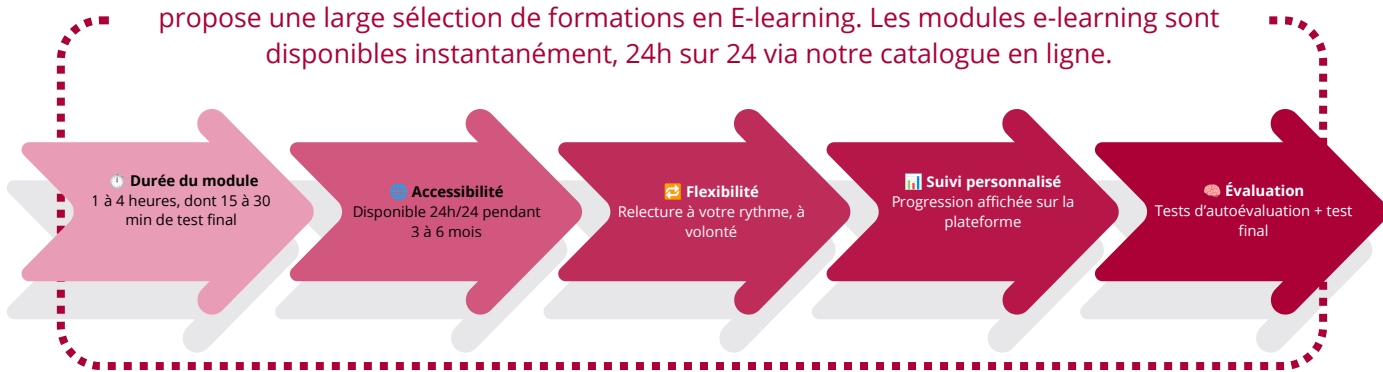 propose une large sélection de formations en E-learning. Les modules e-learning sont
disponibles instantanément, 24h sur 24 via notre catalogue en ligne.
⏱️ Durée du module
1 à 4 heures, dont 15 à 30
min de test final
🌐 Accessibilité
Disponible 24h/24 pendant
3 à 6 mois
🔁 Flexibilité
Relecture à votre rythme, à
volonté
📊 Suivi personnalisé
Progression affichée sur la
plateforme
🧠 Évaluation
Tests d’autoévaluation + test
final